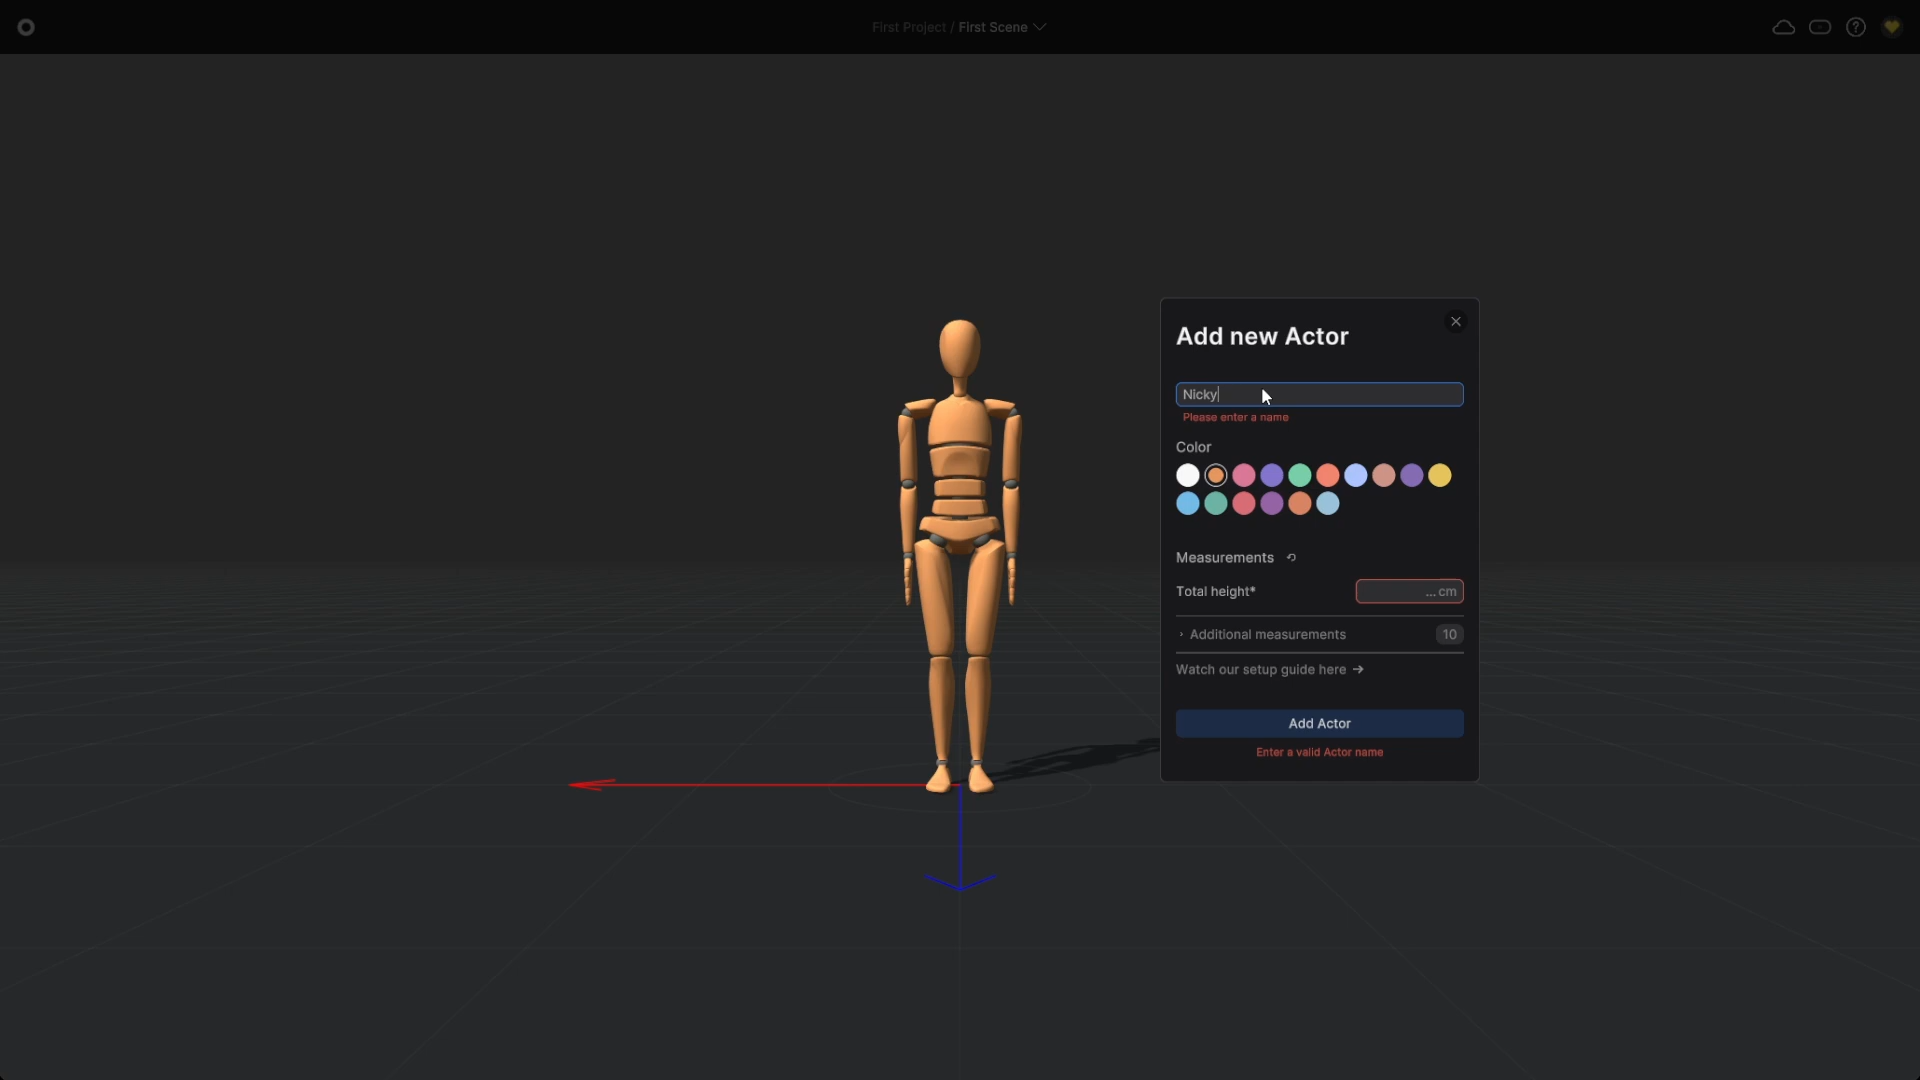 First Project / First Scene
Add new Actor
Nicky
Please enter a name
Color
Measurements
Total height* ... cm
Additional measurements 10
Watch our setup guide here →
Add Actor
Enter a valid Actor name